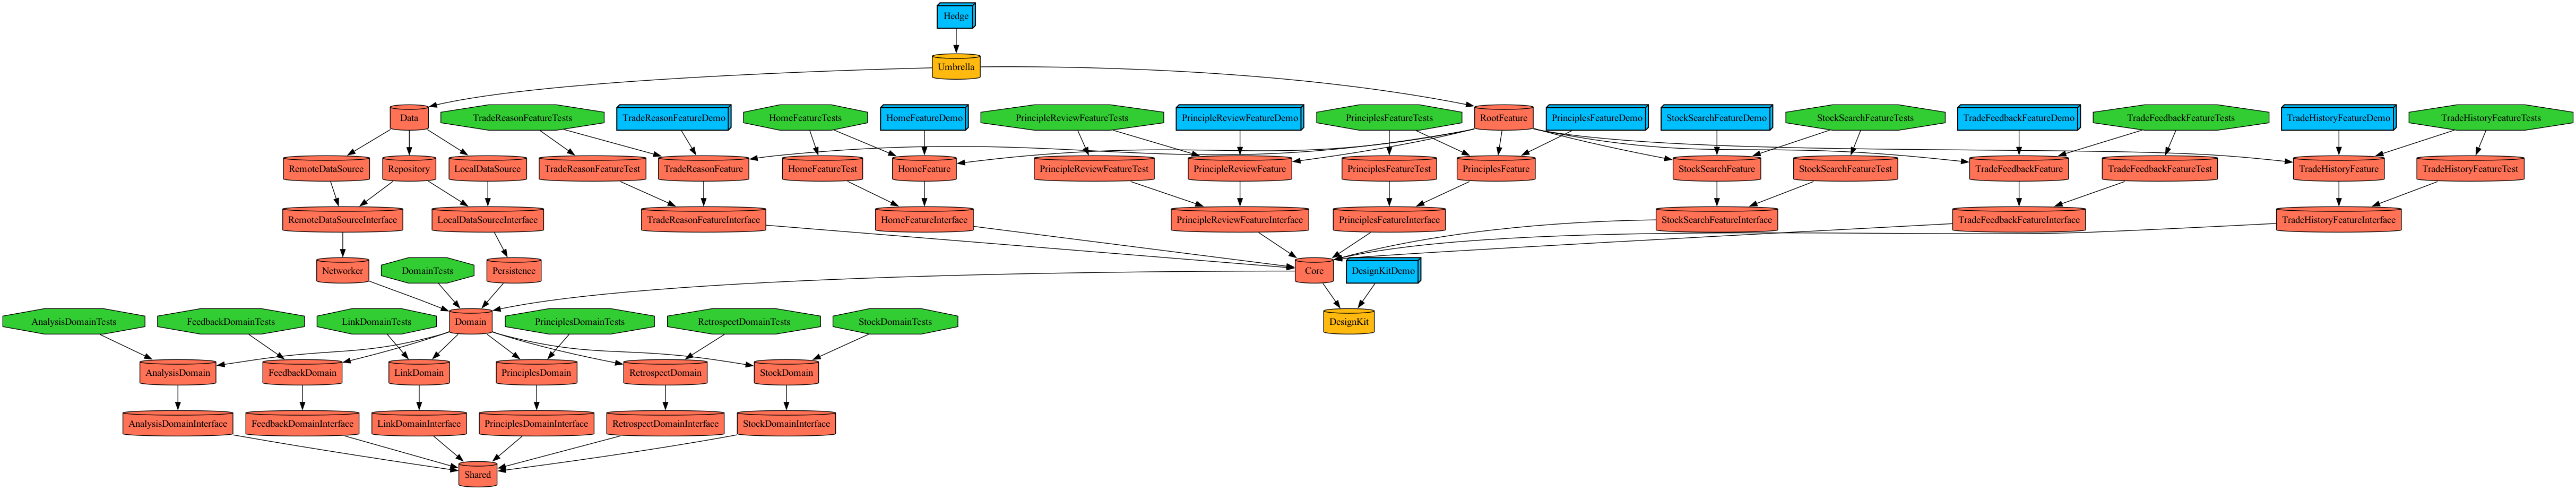 Hedge
Umbrella
Data
TradeReasonFeatureTests
TradeReasonFeatureDemo
HomeFeatureTests
HomeFeatureDemo
PrincipleReviewFeatureTests
PrincipleReviewFeatureDemo
PrinciplesFeatureTests
RootFeature
PrinciplesFeatureDemo
StockSearchFeatureDemo
StockSearchFeatureTests
TradeFeedbackFeatureDemo
TradeFeedbackFeatureTests
TradeHistoryFeatureDemo
TradeHistoryFeatureTests
RemoteDataSource
Repository
LocalDataSource
TradeReasonFeatureTest
TradeReasonFeature
HomeFeatureTest
HomeFeature
PrincipleReviewFeatureTest
PrincipleReviewFeature
PrinciplesFeatureTest
PrinciplesFeature
StockSearchFeature
StockSearchFeatureTest
TradeFeedbackFeature
TradeFeedbackFeatureTest
TradeHistoryFeature
TradeHistoryFeatureTest
RemoteDataSourceInterface
LocalDataSourceInterface
TradeReasonFeatureInterface
HomeFeatureInterface
PrincipleReviewFeatureInterface
PrinciplesFeatureInterface
StockSearchFeatureInterface
TradeFeedbackFeatureInterface
TradeHistoryFeatureInterface
Networker
DomainTests
Persistence
Core
DesignKitDemo
AnalysisDomainTests
FeedbackDomainTests
LinkDomainTests
Domain
PrinciplesDomainTests
RetrospectDomainTests
StockDomainTests
DesignKit
AnalysisDomain
FeedbackDomain
LinkDomain
PrinciplesDomain
RetrospectDomain
StockDomain
AnalysisDomainInterface
FeedbackDomainInterface
LinkDomainInterface
PrinciplesDomainInterface
RetrospectDomainInterface
StockDomainInterface
Shared